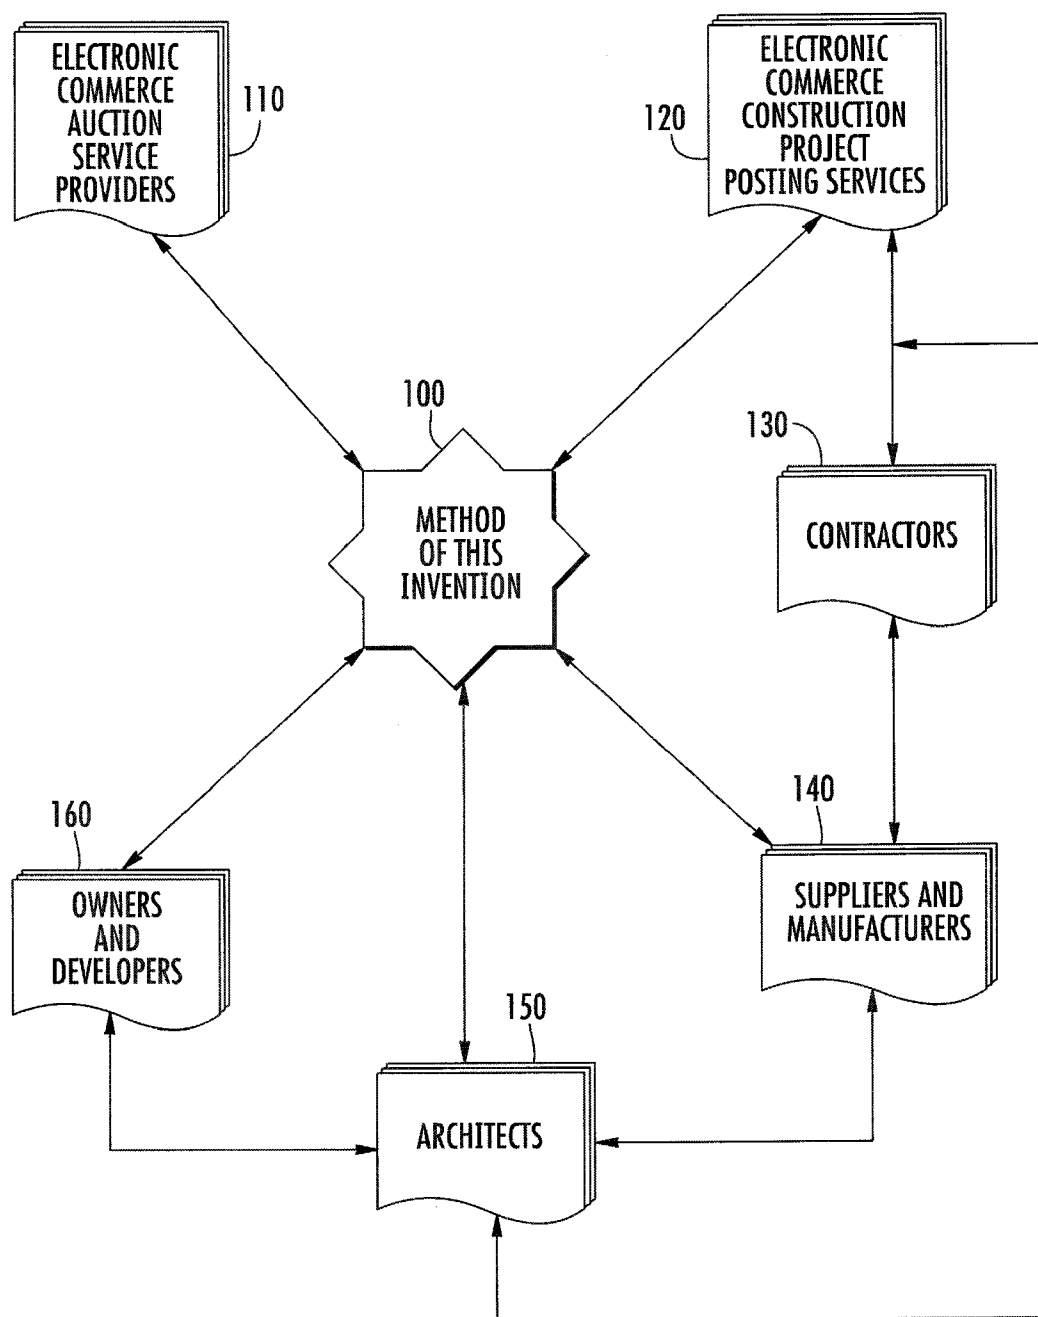 ELECTRONIC
COMMERCE
AUCTION
SERVICE
PROVIDERS
110
ELECTRONIC
COMMERCE
CONSTRUCTION
PROJECT
POSTING SERVICES
120
100
METHOD
OF THIS
INVENTION
130
CONTRACTORS
160
OWNERS
AND
DEVELOPERS
140
SUPPLIERS AND
MANUFACTURERS
150
ARCHITECTS